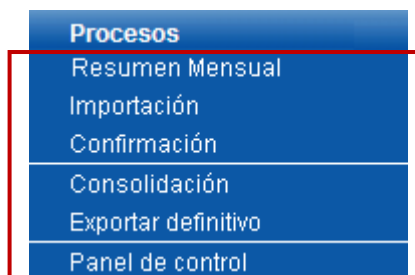 Procesos
Resumen Mensual
Importación
Confirmación
Consolidación
Exportar definitivo
Panel de control